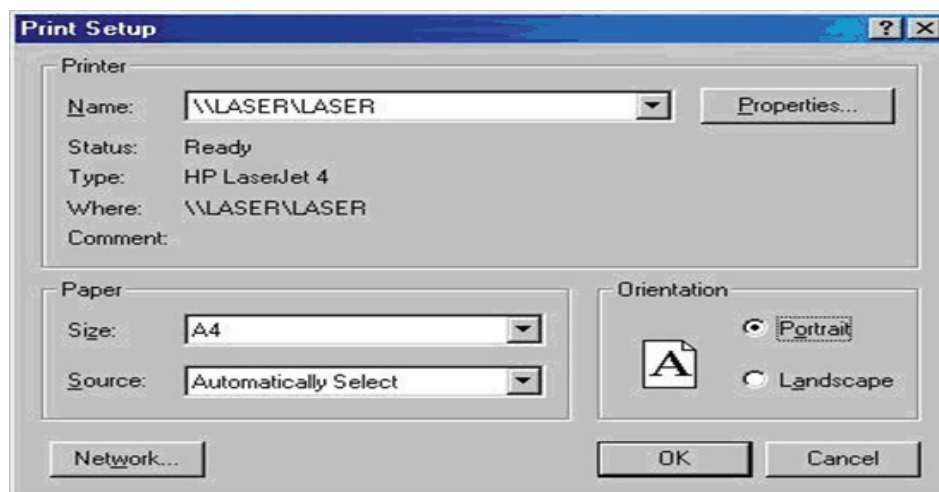 Print Setup
Printer
Name: \\LASER\LASER Properties...
Status: Ready
Type: HP LaserJet 4
Where: \\LASER\LASER
Comment:
Paper
Size: A4
Source: Automatically Select
Orientation
A
Portrait
Landscape
Network... OK Cancel